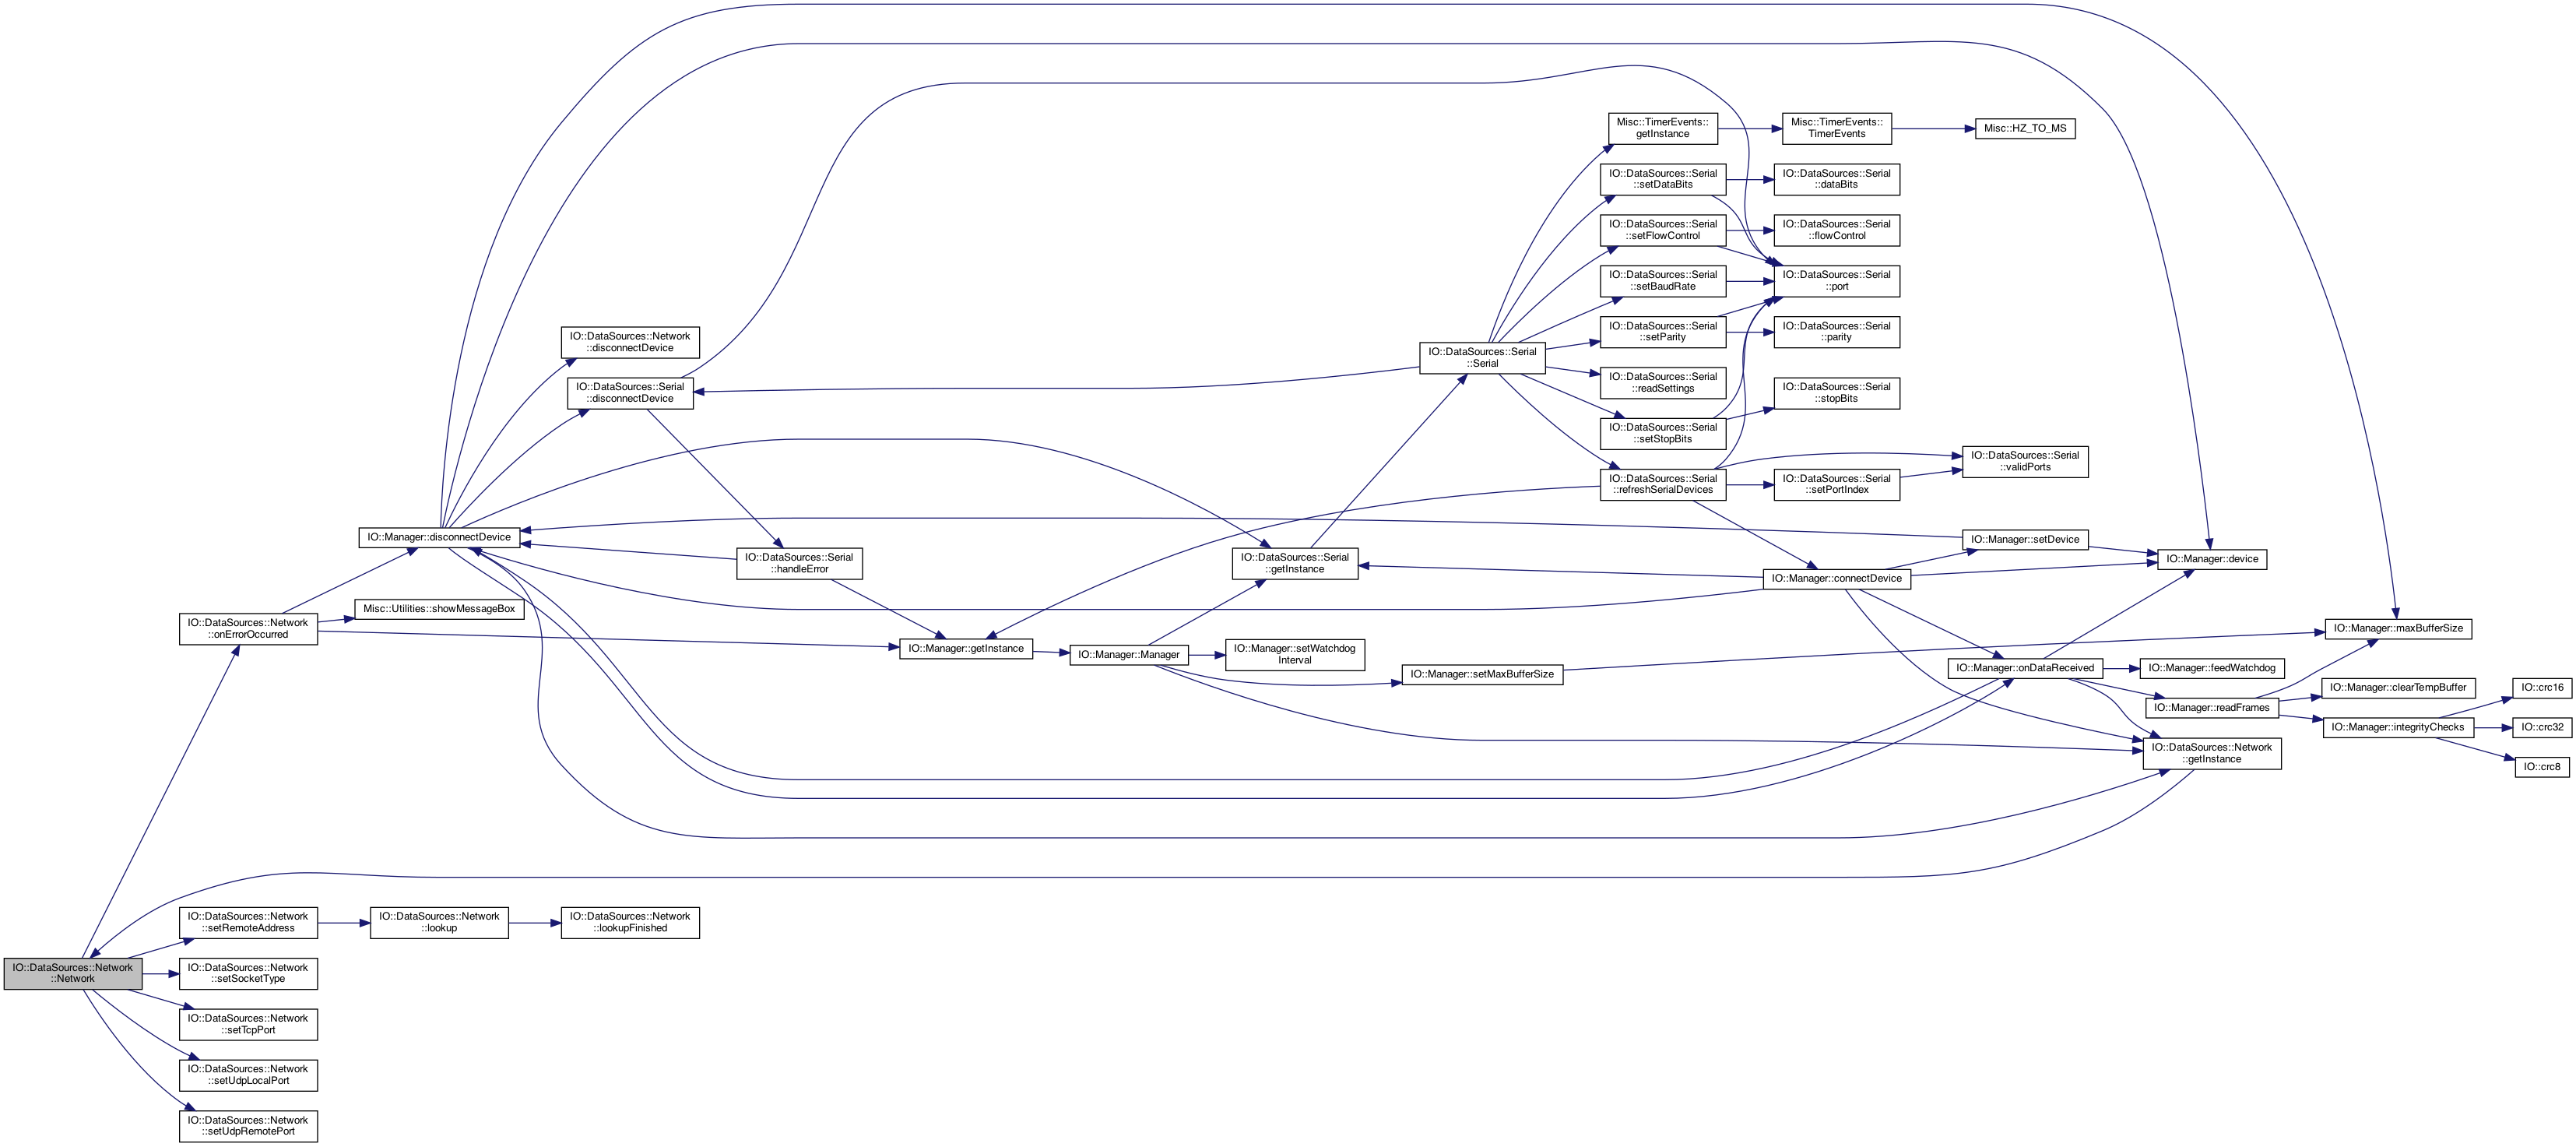 Misc::TimerEvents::
getInstance
Misc::TimerEvents::
TimerEvents
Misc::HZ_TO_MS
IO::DataSources::Serial
::setDataBits
IO::DataSources::Serial
::dataBits
IO::DataSources::Serial
::setFlowControl
IO::DataSources::Serial
::flowControl
IO::DataSources::Serial
::setBaudRate
IO::DataSources::Serial
::port
IO::DataSources::Network
::disconnectDevice
IO::DataSources::Serial
::setParity
IO::DataSources::Serial
::parity
IO::DataSources::Serial
::Serial
IO::DataSources::Serial
::disconnectDevice
IO::DataSources::Serial
::readSettings
IO::DataSources::Serial
::stopBits
IO::DataSources::Serial
::setStopBits
IO::DataSources::Serial
::validPorts
IO::DataSources::Serial
::refreshSerialDevices
IO::DataSources::Serial
::setPortIndex
IO::Manager::disconnectDevice
IO::Manager::setDevice
IO::DataSources::Serial
::handleError
IO::DataSources::Serial
::getInstance
IO::Manager::device
IO::Manager::connectDevice
Misc::Utilities::showMessageBox
IO::DataSources::Network
::onErrorOccurred
IO::Manager::maxBufferSize
IO::Manager::getInstance
IO::Manager::Manager
IO::Manager::setWatchdog
Interval
IO::Manager::setMaxBufferSize
IO::Manager::onDataReceived
IO::Manager::feedWatchdog
IO::Manager::clearTempBuffer
IO::crc16
IO::Manager::readFrames
IO::Manager::integrityChecks
IO::crc32
IO::DataSources::Network
::getInstance
IO::crc8
IO::DataSources::Network
::setRemoteAddress
IO::DataSources::Network
::lookup
IO::DataSources::Network
::lookupFinished
IO::DataSources::Network
::Network
IO::DataSources::Network
::setSocketType
IO::DataSources::Network
::setTcpPort
IO::DataSources::Network
::setUdpLocalPort
IO::DataSources::Network
::setUdpRemotePort